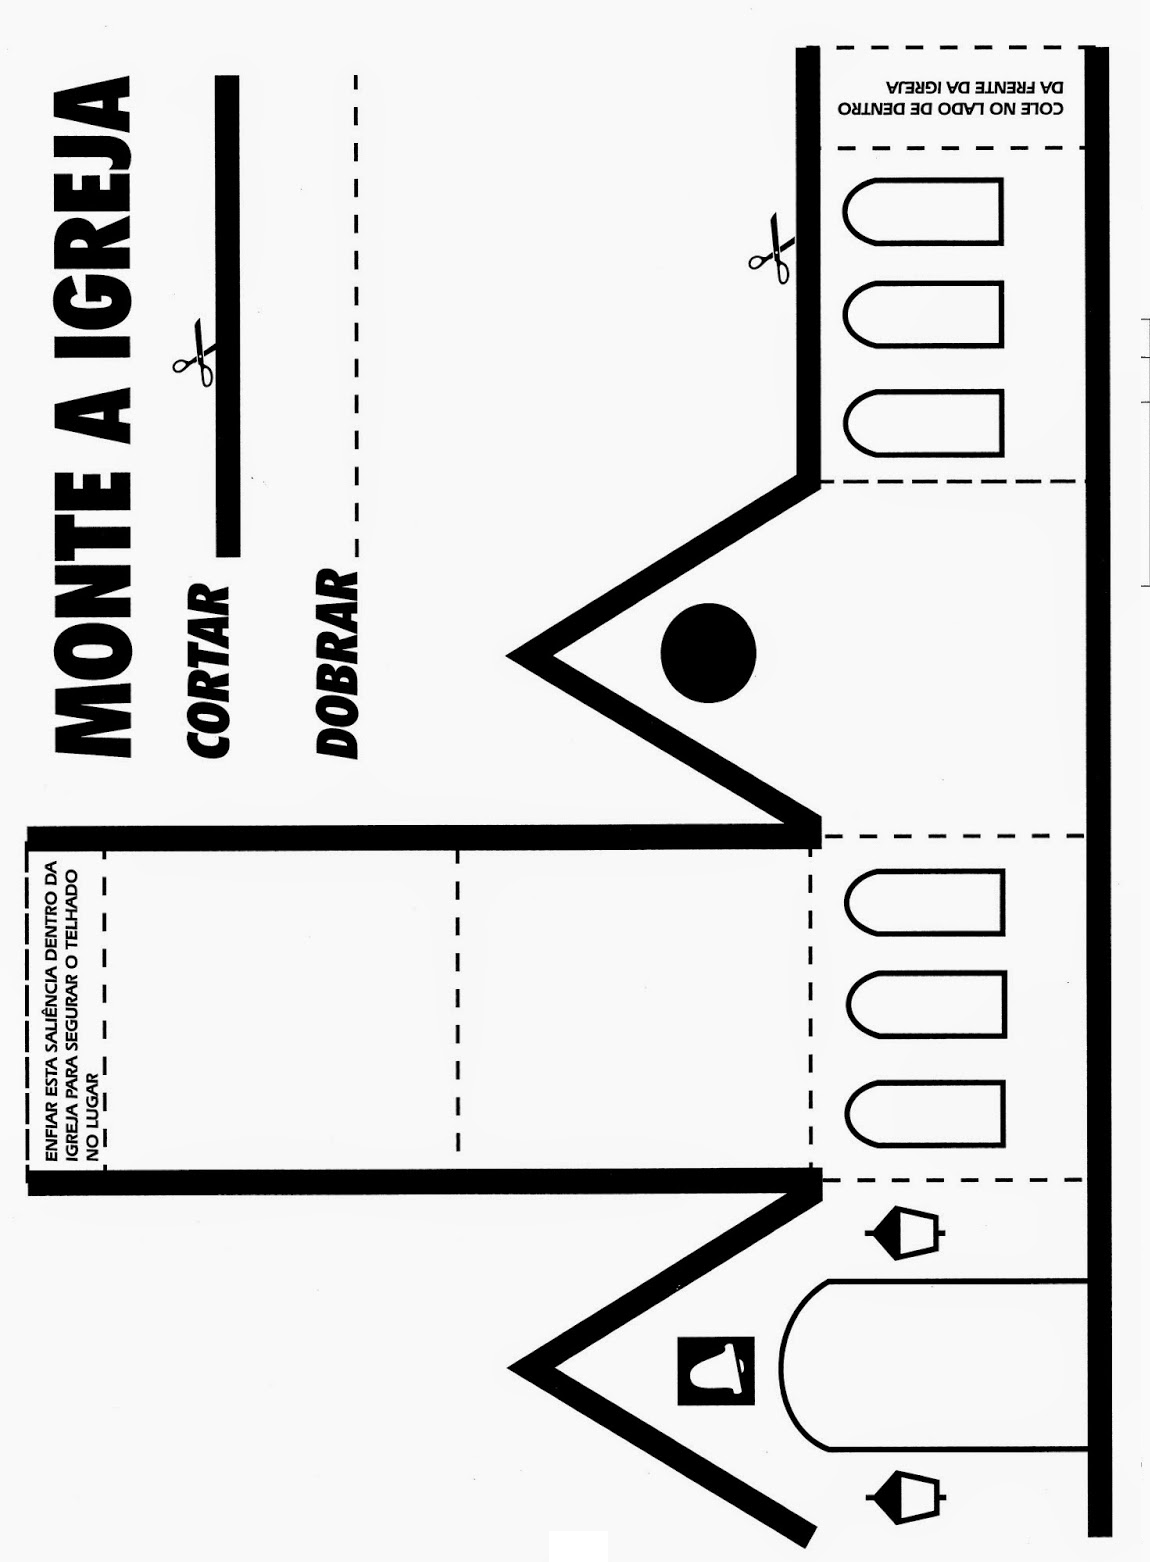 MONTE A IGREJA
CORTAR
DOBRAR
COLE NO LADO DE DENTRO
DA FRENTE DA IGREJA
ENFIAR ESTA SALIÊNCIA DENTRO DA
IGREJA PARA SEGURAR O TELHADO
NO LUGAR